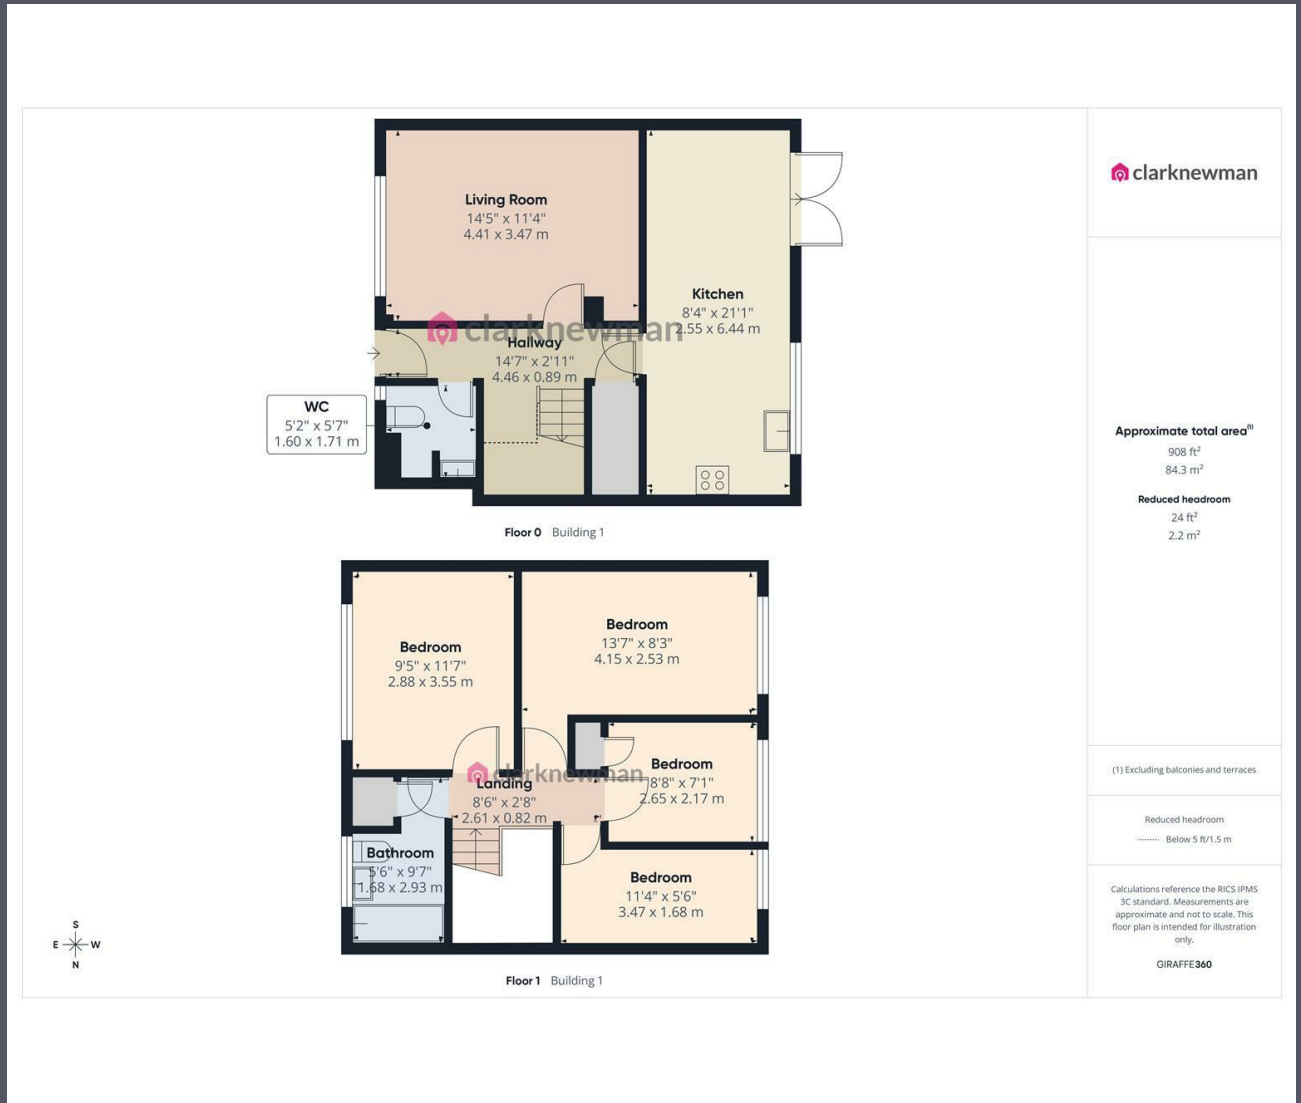 Living Room
14'5" x 11'4"
4.41 x 3.47 m
Kitchen
8'4" x 21'1"
2.55 x 6.44 m
clarknewman
Hallway
14'7" x 2'11"
4.46 x 0.89 m
WC
5'2" x 5'7"
1.60 x 1.71 m
Floor 0 Building 1
Bedroom
9'5" x 11'7"
2.88 x 3.55 m
Bedroom
13'7" x 8'3"
4.15 x 2.53 m
Bedroom
8'8" x 7'1"
2.65 x 2.17 m
clarknewman
Landing
8'6" x 2'8"
2.61 x 0.82 m
Bathroom
5'6" x 9'7"
1.68 x 2.93 m
Bedroom
11'4" x 5'6"
3.47 x 1.68 m
Floor 1 Building 1
S
E W
N
clarknewman
Approximate total area(1)
908 ft²
84.3 m²
Reduced headroom
24 ft²
2.2 m²
(1) Excluding balconies and terraces
Reduced headroom
Below 5 ft/1.5 m
Calculations reference the RICS IPMS
3C standard. Measurements are
approximate and not to scale. This
floor plan is intended for illustration
only.
GIRAFFE360